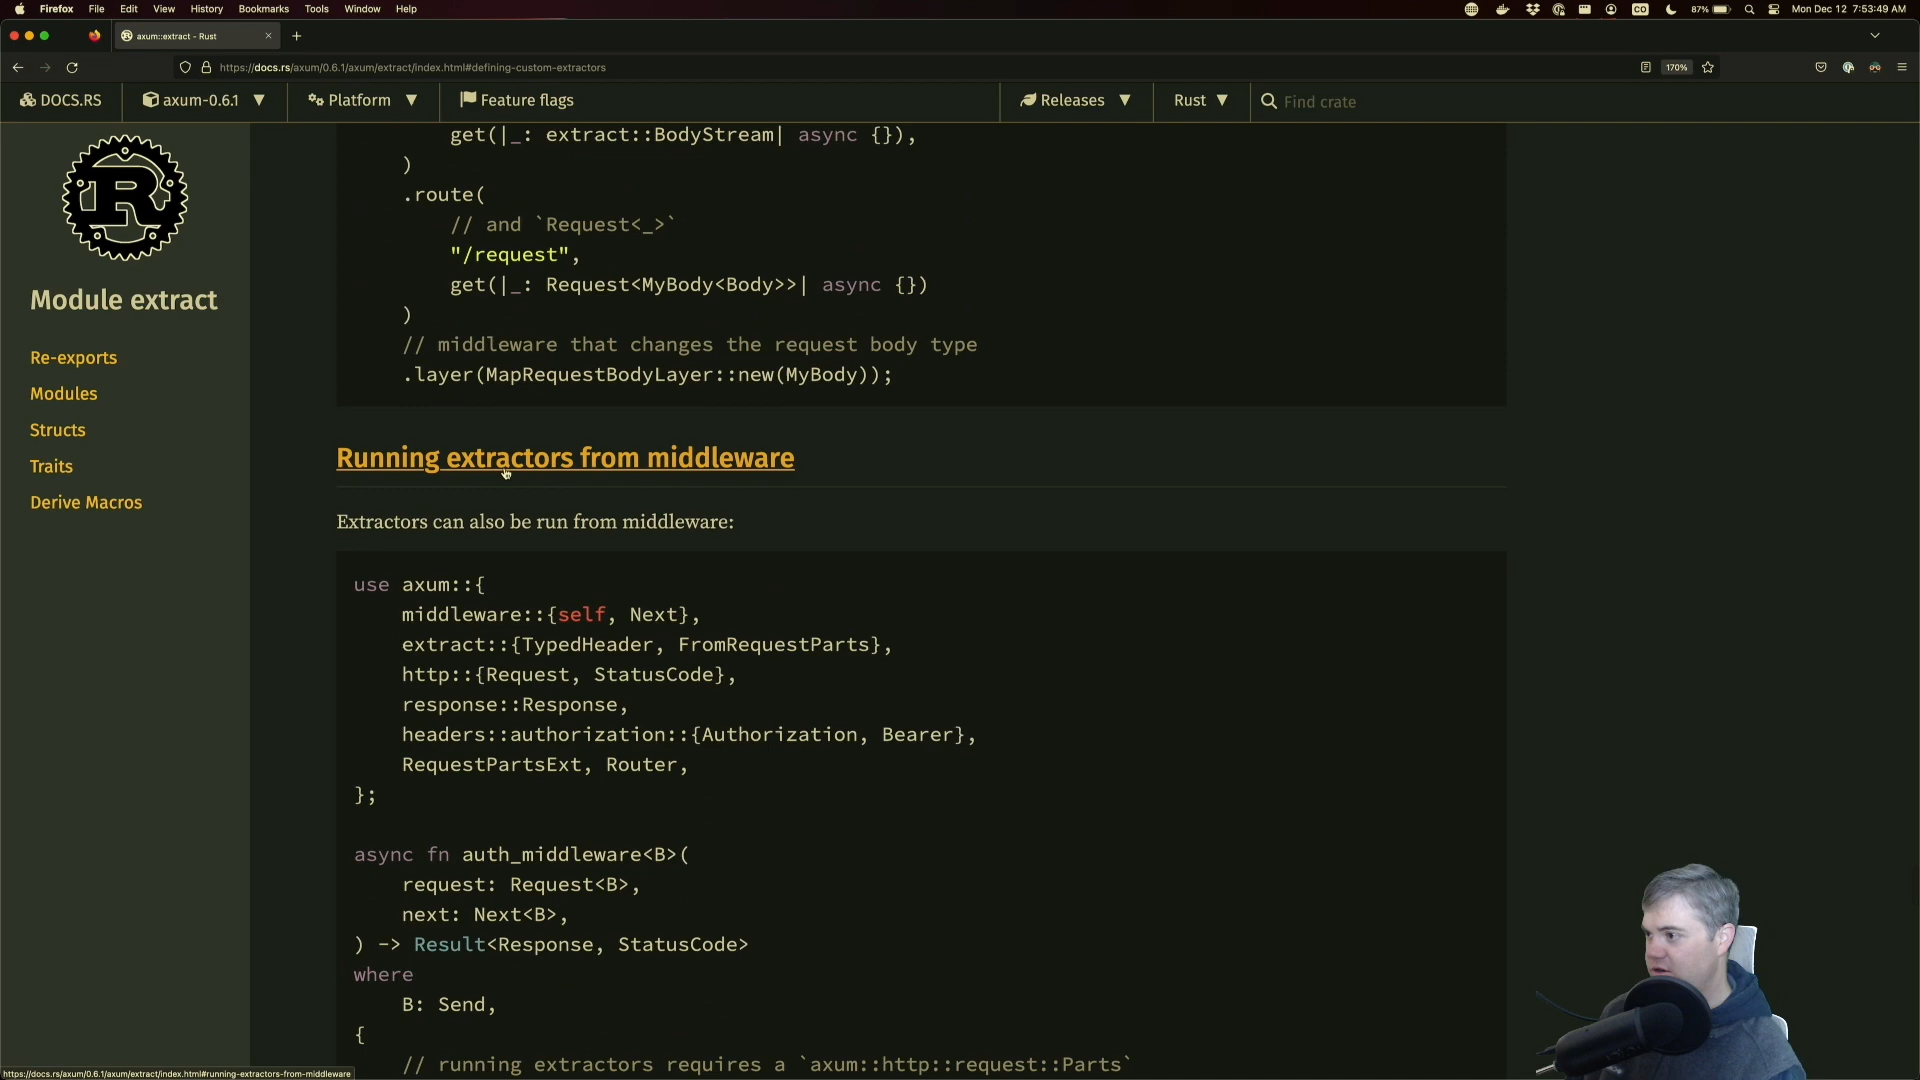 Firefox File Edit View History Bookmarks Tools Window Help
CO 87% Mon Dec 12 7:53:49 AM
axum::extract - Rust
https://docs.rs/axum/0.6.1/axum/extract/index.html#defining-custom-extractors
170%
DOCS.RS axum-0.6.1 ▼ Platform ▼ Feature flags Releases ▼ Rust ▼ Find crate
R
Module extract
Re-exports
Modules
Structs
Traits
Derive Macros
get(|_: extract::BodyStream| async {}),
)
.route(
// and `Request<_>`
"/request",
get(|_: Request<MyBody<Body>>| async {})
)
// middleware that changes the request body type
.layer(MapRequestBodyLayer::new(MyBody));
Running extractors from middleware
Extractors can also be run from middleware:
use axum::{
middleware::{self, Next},
extract::{TypedHeader, FromRequestParts},
http::{Request, StatusCode},
response::Response,
headers::authorization::{Authorization, Bearer},
RequestPartsExt, Router,
};
async fn auth_middleware<B>(
request: Request<B>,
next: Next<B>,
) -> Result<Response, StatusCode>
where
B: Send,
{
// running extractors requires a `axum::http::request::Parts`
https://docs.rs/axum/0.6.1/axum/extract/index.html#running-extractors-from-middleware